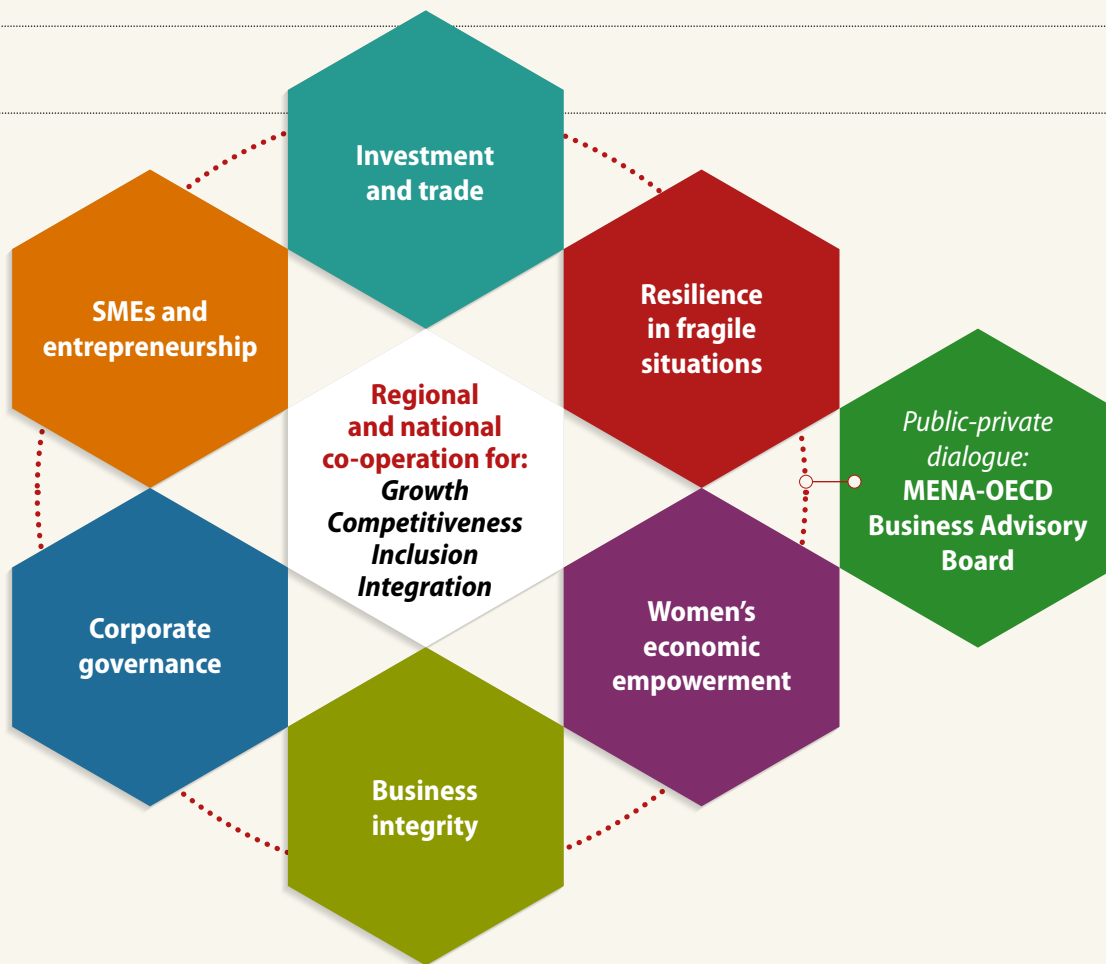 Investment
and trade
SMEs and
entrepreneurship
Resilience
in fragile
situations
Regional
and national
co-operation for:
Growth
Competitiveness
Inclusion
Integration
Public-private
dialogue:
MENA-OECD
Business Advisory
Board
Corporate
governance
Women’s
economic
empowerment
Business
integrity